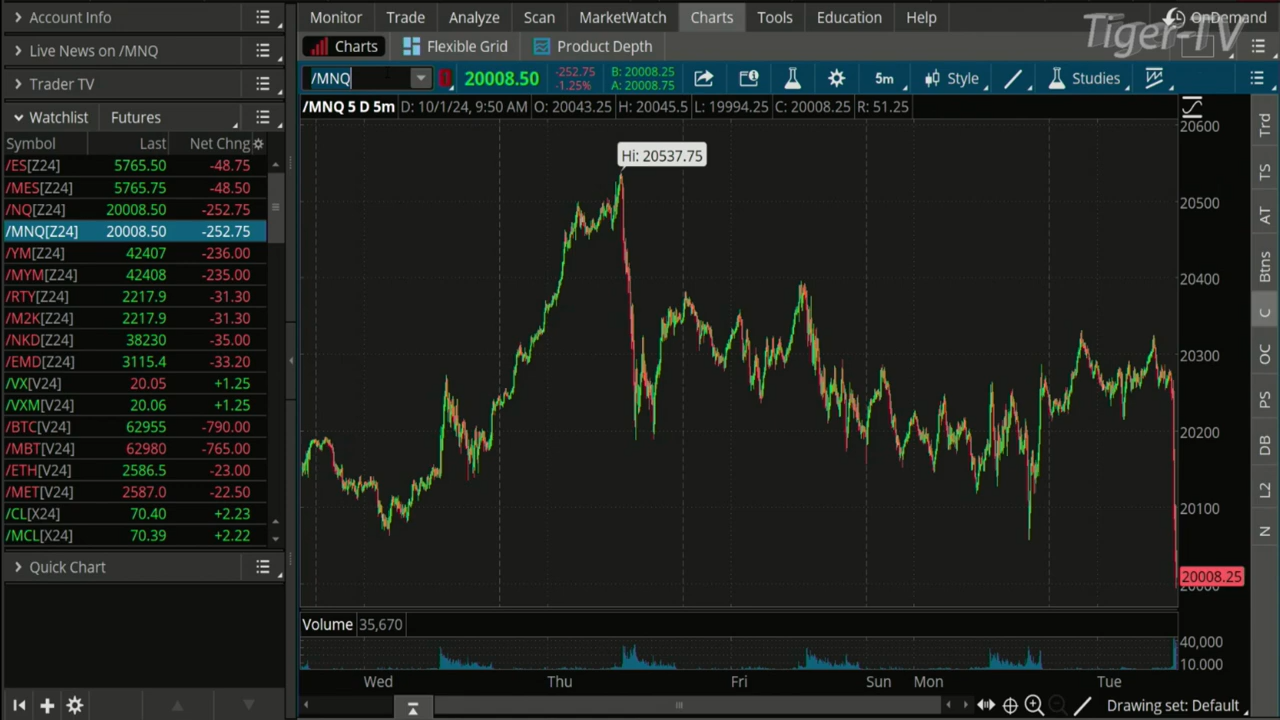 Account Info
Monitor Trade Analyze Scan MarketWatch Charts Tools Education Help
OnDemand
Tiger-TV
Live News on /MNQ
Charts Flexible Grid Product Depth
Trader TV
/MNQ 20008.50 -252.75 -1.25% B: 20008.25 A: 20008.75 5m Style Studies
/MNQ 5 D 5m D: 10/1/24, 9:50 AM O: 20043.25 H: 20045.5 L: 19994.25 C: 20008.25 R: 51.25
Watchlist Futures
Symbol Last Net Chng
/ES[Z24] 5765.50 -48.75
/MES[Z24] 5765.75 -48.50
/NQ[Z24] 20008.50 -252.75
/MNQ[Z24] 20008.50 -252.75
/YM[Z24] 42407 -236.00
/MYM[Z24] 42408 -235.00
/RTY[Z24] 2217.9 -31.30
/M2K[Z24] 2217.9 -31.30
/NKD[Z24] 38230 -35.00
/EMD[Z24] 3115.4 -33.20
/VX[V24] 20.05 +1.25
/VXM[V24] 20.06 +1.25
/BTC[V24] 62955 -790.00
/MBT[V24] 62980 -765.00
/ETH[V24] 2586.5 -23.00
/MET[V24] 2587.0 -22.50
/CL[X24] 70.40 +2.23
/MCL[X24] 70.39 +2.22
Quick Chart
Hi: 20537.75
20600
20500
20400
20300
20200
20100
20008.25
Volume 35,670
40,000
10,000
Wed Thu Fri Sun Mon Tue
Drawing set: Default
Trd
TS
AT
Btns
C
OC
PS
DB
L2
N